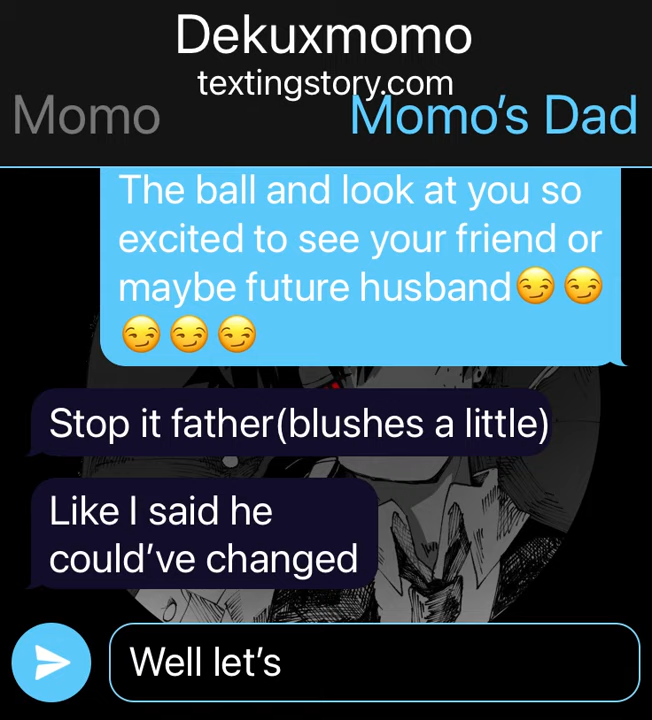 Dekuxmomo
textingstory.com
Momo
Momo's Dad
The ball and look at you so
excited to see your friend or
maybe future husband😏😏
😏😏😏
Stop it father(blushes a little)
Like I said he
could've changed
Well let's